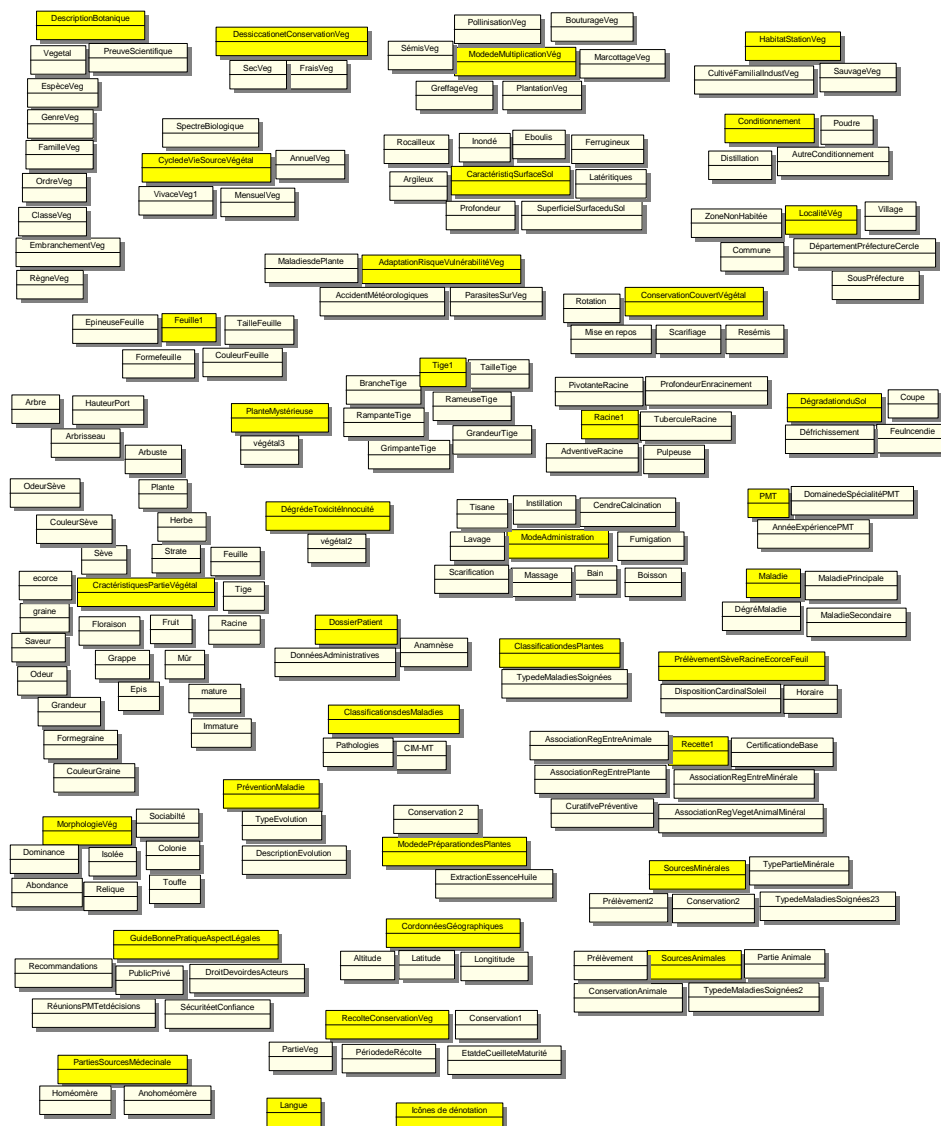 DescriptionBotanique
Vegetal
PreuveScientifique
EspèceVeg
GenreVeg
FamilleVeg
OrdreVeg
ClasseVeg
EmbranchementVeg
RègneVeg
DessiccationetConservationVeg
SecVeg
FraisVeg
PollinisationVeg
BouturageVeg
SémisVeg
ModedeMultiplicationVég
MarcottageVeg
GreffageVeg
PlantationVeg
HabitatStationVeg
CultivéFamilialIndustVeg
SauvageVeg
SpectreBiologique
CycledeVieSourceVégétal
AnnuelVeg
VivaceVeg1
MensuelVeg
Rocailleux
Inondé
Eboulis
Ferrugineux
Argileux
CaractéristiqSurfaceSol
Latéritiques
Profondeur
SuperficielSurfaceduSol
Conditionnement
Poudre
Distillation
AutreConditionnement
ZoneNonHabitée
LocalitéVég
Village
Commune
DépartementPréfectureCercle
SousPréfecture
MaladiesdePlante
AdaptationRisqueVulnérabilitéVeg
AccidentMétéorologiques
ParasitesSurVeg
Rotation
ConservationCouvertVégétal
Mise en repos
Scarifiage
Resémis
EpineuseFeuille
Feuille1
TailleFeuille
Formefeuille
CouleurFeuille
Tige1
TailleTige
BrancheTige
RameuseTige
RampanteTige
GrandeurTige
GrimpanteTige
PivotanteRacine
ProfondeurEnracinement
Racine1
TuberculeRacine
AdventiveRacine
Pulpeuse
DégradationduSol
Coupe
Défrichissement
FeuIncendie
PlanteMystérieuse
végétal3
Arbre
HauteurPort
Arbrisseau
Arbuste
OdeurSève
Plante
CouleurSève
Herbe
Sève
Strate
Feuille
ecorce
CractéristiquesPartieVégétal
Tige
graine
Floraison
Fruit
Racine
Saveur
Grappe
Mûr
Odeur
Epis
mature
Grandeur
Immature
Formegraine
CouleurGraine
DégrédeToxicitéInnocuité
végétal2
Tisane
Instillation
CendreCalcination
Lavage
ModeAdministration
Fumigation
Scarification
Massage
Bain
Boisson
PMT
DomainedeSpécialitéPMT
AnnéeExpériencePMT
Maladie
MaladiePrincipale
DégréMaladie
MaladieSecondaire
DossierPatient
DonnéesAdministratives
Anamnèse
ClassificationdesPlantes
TypedeMaladiesSoignées
PrélèvementSèveRacineEcorceFeuil
DispositionCardinalSoleil
Horaire
ClassificationsdesMaladies
Pathologies
CIM-MT
AssociationRegEntreAnimale
Recette1
CertificationdeBase
AssociationRegEntrePlante
AssociationRegEntreMinérale
CuratifvePréventive
AssociationRegVegetAnimalMinéral
PréventionMaladie
TypeEvolution
DescriptionEvolution
Conservation 2
ModedePréparationdesPlantes
ExtractionEssenceHuile
MorphologieVég
Sociabilté
Dominance
Isolée
Colonie
Abondance
Relique
Touffe
SourcesMinérales
TypePartieMinérale
Prélèvement2
Conservation2
TypedeMaladiesSoignées23
GuideBonnePratiqueAspectLégales
Recommandations
PublicPrivé
DroitDevoirdesActeurs
RéunionsPMTetdécisions
SécuritéetConfiance
CordonnéesGéographiques
Altitude
Latitude
Longititude
Prélèvement
SourcesAnimales
Partie Animale
ConservationAnimale
TypedeMaladiesSoignées2
RecolteConservationVeg
Conservation1
PartieVeg
PériodedeRécolte
EtatdeCueilleteMaturité
PartiesSourcesMédecinale
Homéomère
Anohoméomère
Langue
Icônes de dénotation